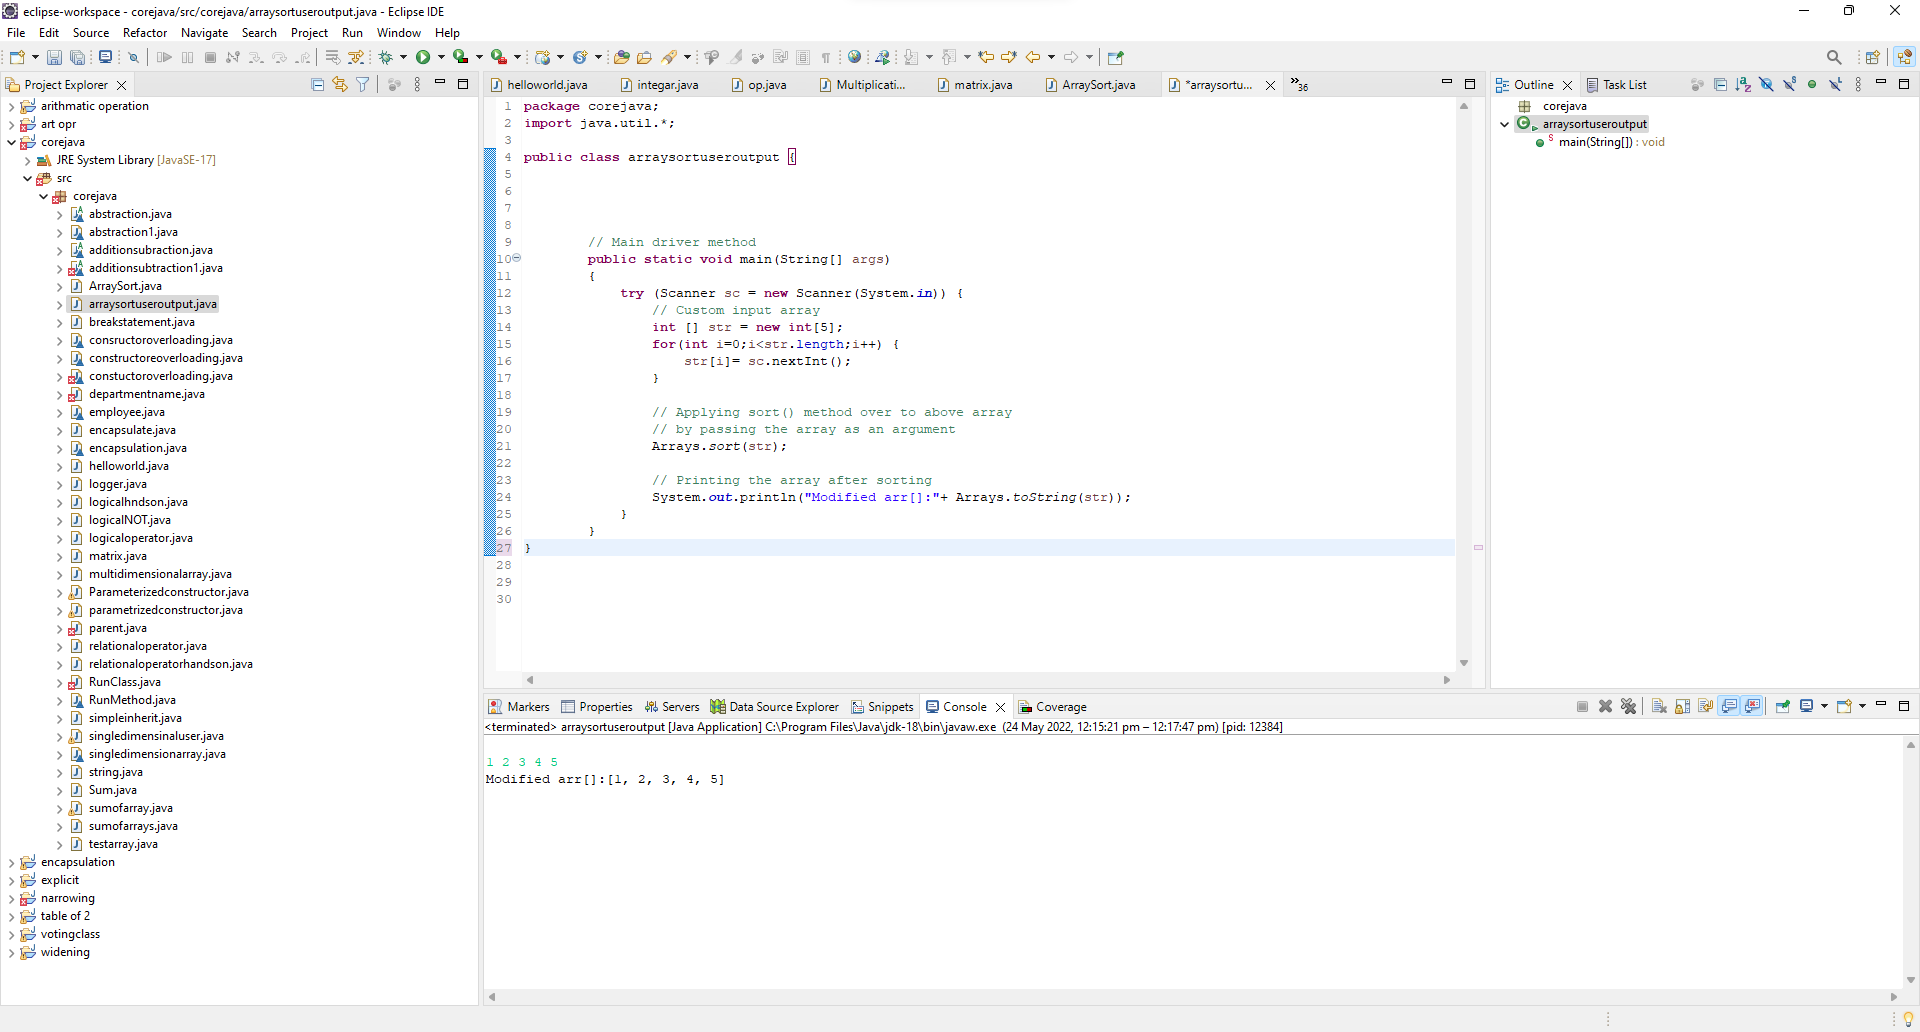 eclipse-workspace - corejava/src/corejava/arraysortuseroutput.java - Eclipse IDE
File Edit Source Refactor Navigate Search Project Run Window Help
Project Explorer
arithmatic operation
art opr
corejava
JRE System Library [JavaSE-17]
src
corejava
abstraction.java
abstraction1.java
additionsubraction.java
additionsubtraction1.java
ArraySort.java
arraysortuseroutput.java
breakstatement.java
consructoroverloading.java
constructoreoverloading.java
constuctoroverloading.java
departmentname.java
employee.java
encapsulate.java
encapsulation.java
helloworld.java
logger.java
logicalhndson.java
logicalNOT.java
logicaloperator.java
matrix.java
multidimensionalarray.java
Parameterizedconstructor.java
parametrizedconstructor.java
parent.java
relationaloperator.java
relationaloperatorhandson.java
RunClass.java
RunMethod.java
simpleinherit.java
singledimensinaluser.java
singledimensionarray.java
string.java
Sum.java
sumofarray.java
sumofarrays.java
testarray.java
encapsulation
explicit
narrowing
table of 2
votingclass
widening
helloworld.java integar.java op.java Multiplicati... matrix.java ArraySort.java *arraysortu... »36
1 package corejava;
2 import java.util.*;
3
4 public class arraysortuseroutput {
5
6
7
8
9 // Main driver method
10 public static void main(String[] args)
11 {
12 try (Scanner sc = new Scanner(System.in)) {
13 // Custom input array
14 int [] str = new int[5];
15 for(int i=0;i<str.length;i++) {
16 str[i]= sc.nextInt();
17 }
18
19 // Applying sort() method over to above array
20 // by passing the array as an argument
21 Arrays.sort(str);
22
23 // Printing the array after sorting
24 System.out.println("Modified arr[]:"+ Arrays.toString(str));
25 }
26 }
27 }
28
29
30
Outline Task List
corejava
arraysortuseroutput
main(String[]) : void
Markers Properties Servers Data Source Explorer Snippets Console Coverage
<terminated> arraysortuseroutput [Java Application] C:\Program Files\Java\jdk-18\bin\javaw.exe (24 May 2022, 12:15:21 pm – 12:17:47 pm) [pid: 12384]
1 2 3 4 5
Modified arr[]:[1, 2, 3, 4, 5]